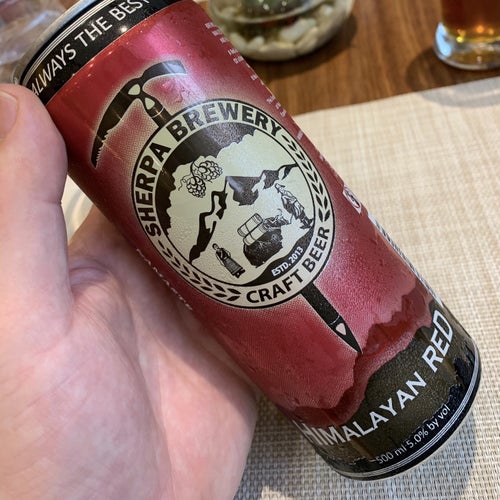 ALWAYS THE BEST
SHERPA BREWERY
ESTD. 2013
CRAFT BEER
HIMALAYAN RED
500 ml 5.0% by vol